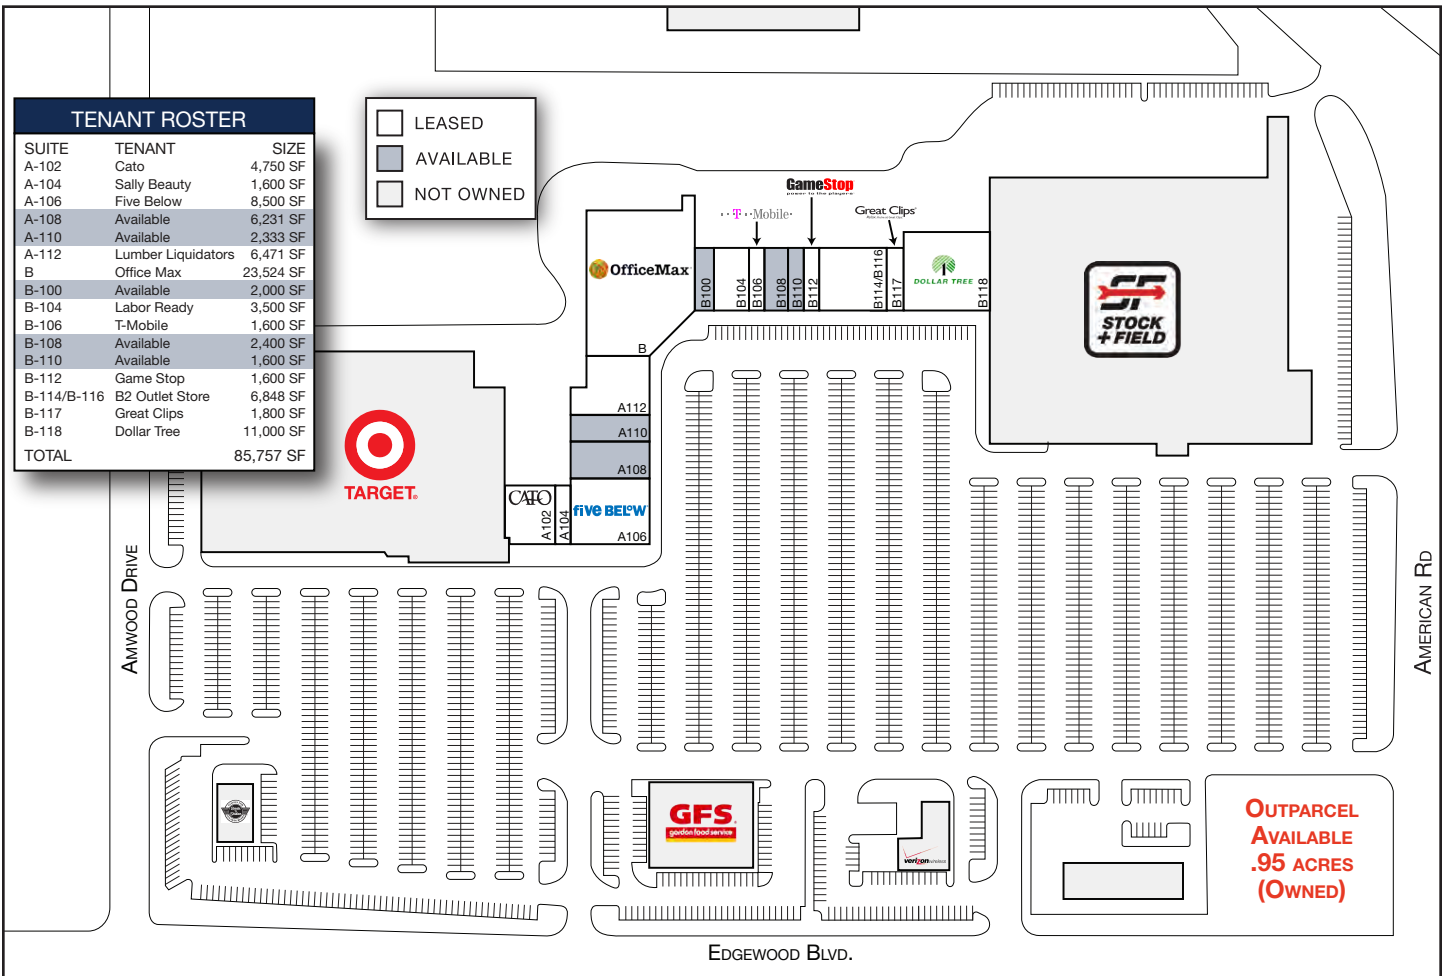 TENANT ROSTER
SUITE TENANT SIZE
A-102 Cato 4,750 SF
A-104 Sally Beauty 1,600 SF
A-106 Five Below 8,500 SF
A-108 Available 6,231 SF
A-110 Available 2,333 SF
A-112 Lumber Liquidators 6,471 SF
B Office Max 23,524 SF
B-100 Available 2,000 SF
B-104 Labor Ready 3,500 SF
B-106 T-Mobile 1,600 SF
B-108 Available 2,400 SF
B-110 Available 1,600 SF
B-112 Game Stop 1,600 SF
B-114/B-116 B2 Outlet Store 6,848 SF
B-117 Great Clips 1,800 SF
B-118 Dollar Tree 11,000 SF
TOTAL 85,757 SF
LEASED
AVAILABLE
NOT OWNED
GameStop
power to the players
T-Mobile
Great Clips
OfficeMax
B
B100
B104
B106
B108
B110
B112
B114/B116
B117
DOLLAR TREE
B118
SF
STOCK
+ FIELD
A112
A110
A108
TARGET
CATO
A102
A104
five BEL°W
A106
AMWOOD DRIVE
AMERICAN RD
GFS
gordon food service
verizon wireless
OUTPARCEL
AVAILABLE
.95 ACRES
(OWNED)
EDGEWOOD BLVD.